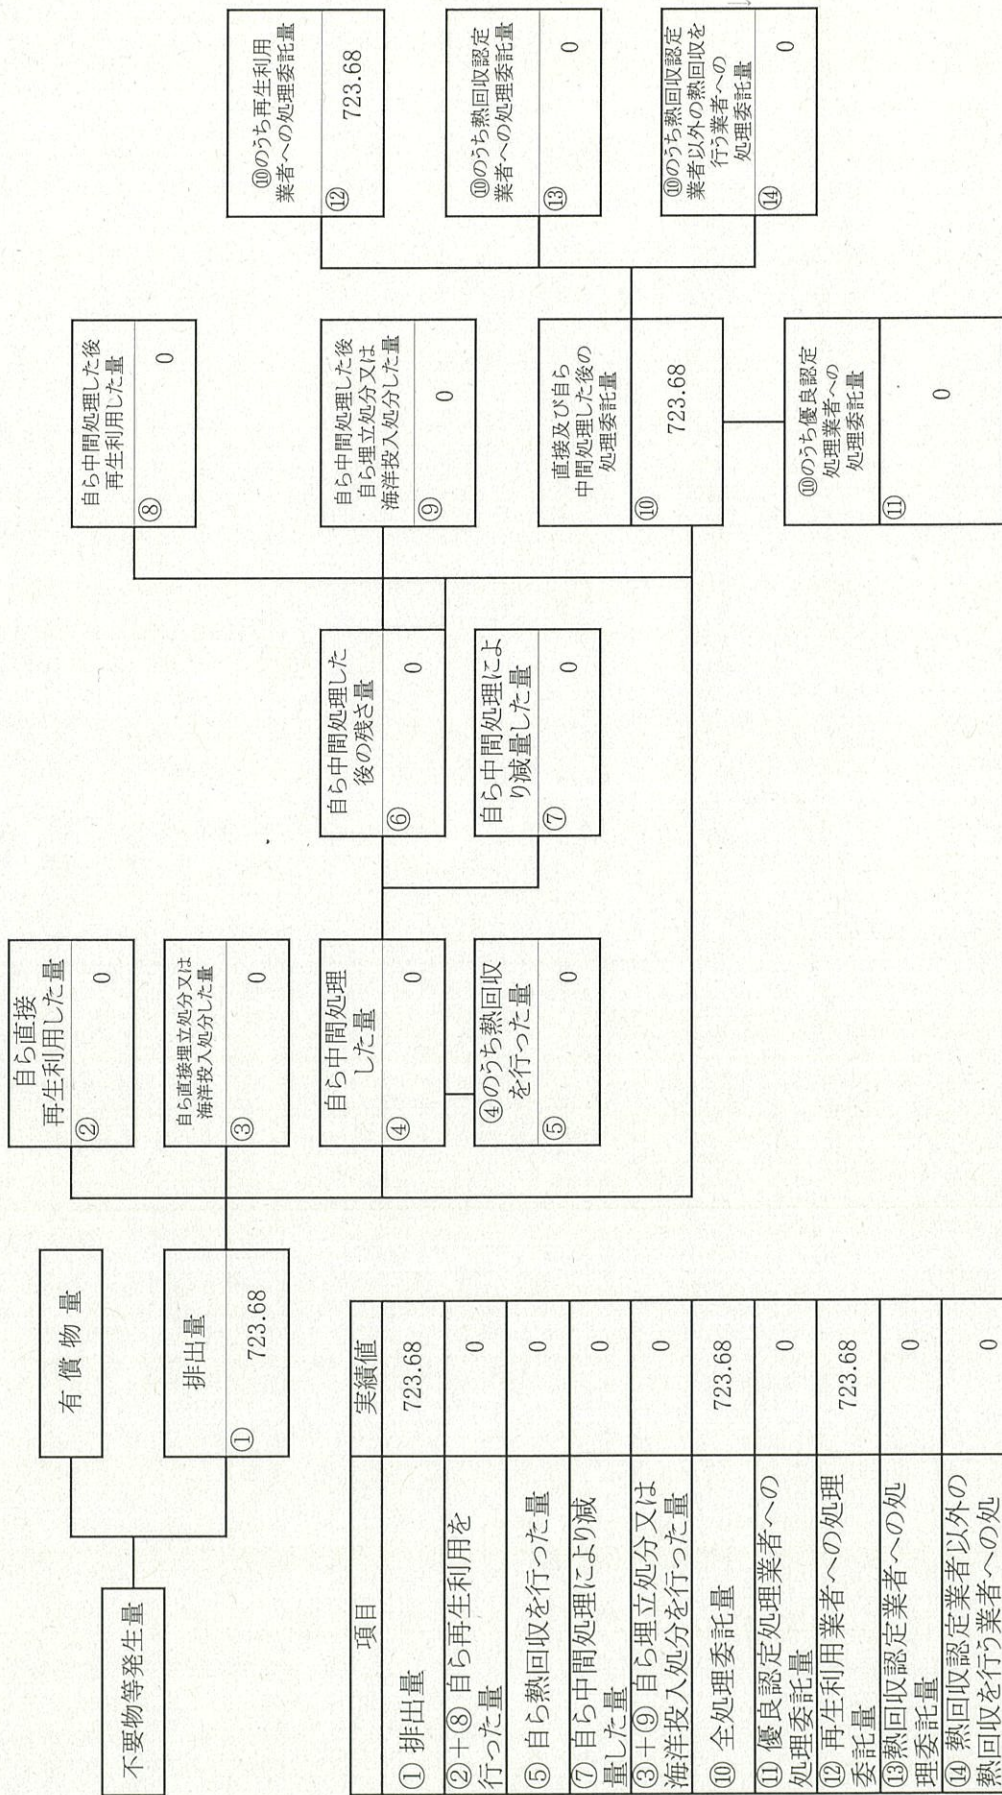 不要物等発生量
有償物量
排出量
①
723.68
自ら直接
再生利用した量
②
0
自ら直接埋立処分又は
海洋投入処分した量
③
0
自ら中間処理
した量
④
0
④のうち熱回収
を行った量
⑤
0
自ら中間処理した
後の残さ量
⑥
0
自ら中間処理によ
り減量した量
⑦
0
自ら中間処理した後
再生利用した量
⑧
0
自ら中間処理した後
自ら埋立処分又は
海洋投入処分した量
⑨
0
直接及び自ら
中間処理した後の
処理委託量
⑩
723.68
⑩のうち優良認定
処理業者への
処理委託量
⑪
0
⑩のうち再生利用
業者への処理委託量
⑫
723.68
⑩のうち熱回収認定
業者への処理委託量
⑬
0
⑩のうち熱回収認定
業者以外の熱回収を
行う業者への
処理委託量
⑭
0
項目 実績値
① 排出量 723.68
②+⑧ 自ら再生利用を
行った量 0
⑤ 自ら熱回収を行った量 0
⑦ 自ら中間処理により減
量した量 0
③+⑨ 自ら埋立処分又は
海洋投入処分を行った量 0
⑩ 全処理委託量 723.68
⑪ 優良認定処理業者への
処理委託量 0
⑫ 再生利用業者への処理
委託量 723.68
⑬熱回収認定業者への処
理委託量 0
⑭ 熱回収認定業者以外の
熱回収を行う業者への処 0